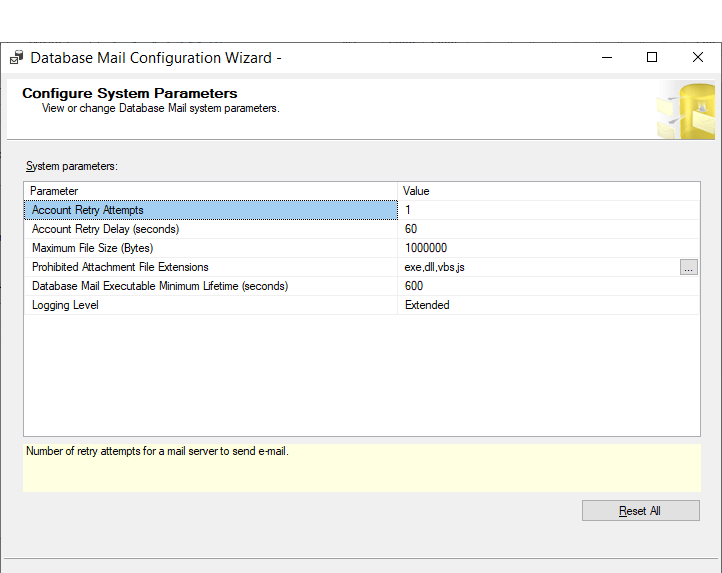 Database Mail Configuration Wizard -
Configure System Parameters
View or change Database Mail system parameters.
System parameters:
Parameter Value
Account Retry Attempts 1
Account Retry Delay (seconds) 60
Maximum File Size (Bytes) 1000000
Prohibited Attachment File Extensions exe,dll,vbs,js ...
Database Mail Executable Minimum Lifetime (seconds) 600
Logging Level Extended
Number of retry attempts for a mail server to send e-mail.
Reset All